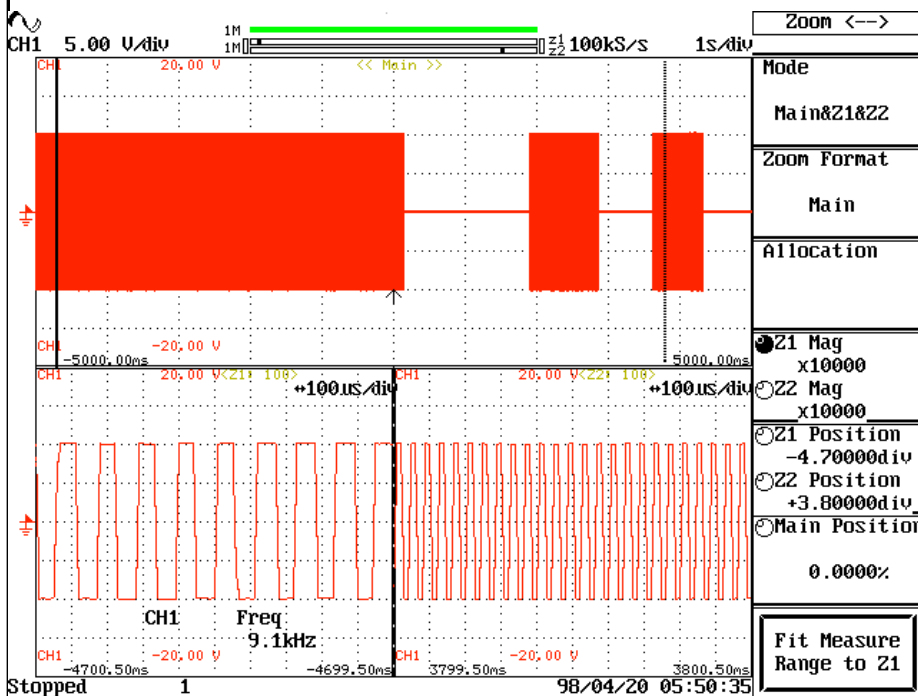 Zoom <-->
CH1 5.00 V/div 1M 1M Z1 Z2 100kS/s 1s/div
CH1 20.00 V << Main >>
Mode
Main&Z1&Z2
Zoom Format
Main
Allocation
CH1 -20.00 V
-5000.00ms 5000.00ms
Z1 Mag
x10000
Z2 Mag
x10000
CH1 20.00 V <Z1: 100> CH1 20.00 V <Z2: 100>
↔100us/div ↔100us/div
Z1 Position
-4.70000div
Z2 Position
+3.80000div
Main Position
0.0000%
CH1 Freq
9.1kHz
Fit Measure
Range to Z1
CH1 -20.00 V CH1 -20.00 V
-4700.50ms -4699.50ms 3799.50ms 3800.50ms
Stopped 1 98/04/20 05:50:35